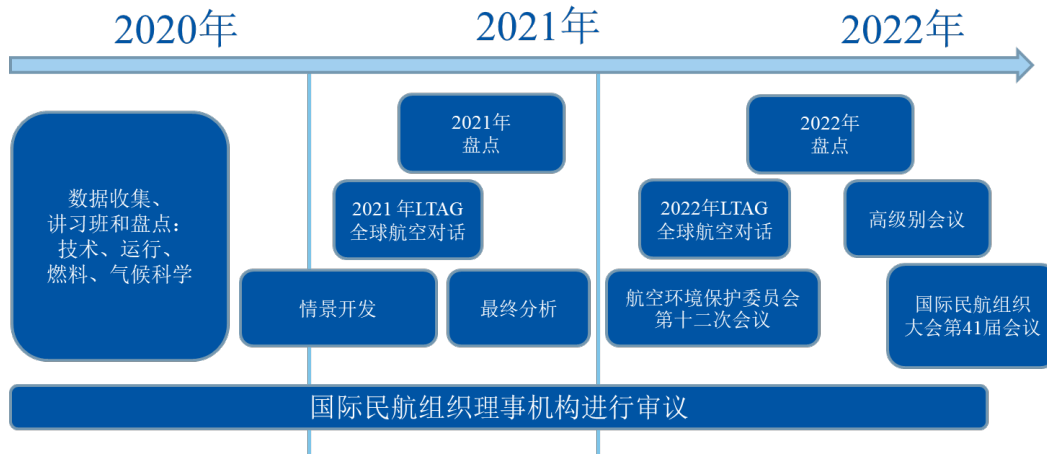 2020年
2021年
2022年
数据收集、
讲习班和盘点：
技术、运行、
燃料、气候科学
2021年
盘点
2021 年LTAG
全球航空对话
情景开发
最终分析
2022年
盘点
2022年LTAG
全球航空对话
高级别会议
航空环境保护委员会
第十二次会议
国际民航组织
大会第41届会议
国际民航组织理事机构进行审议